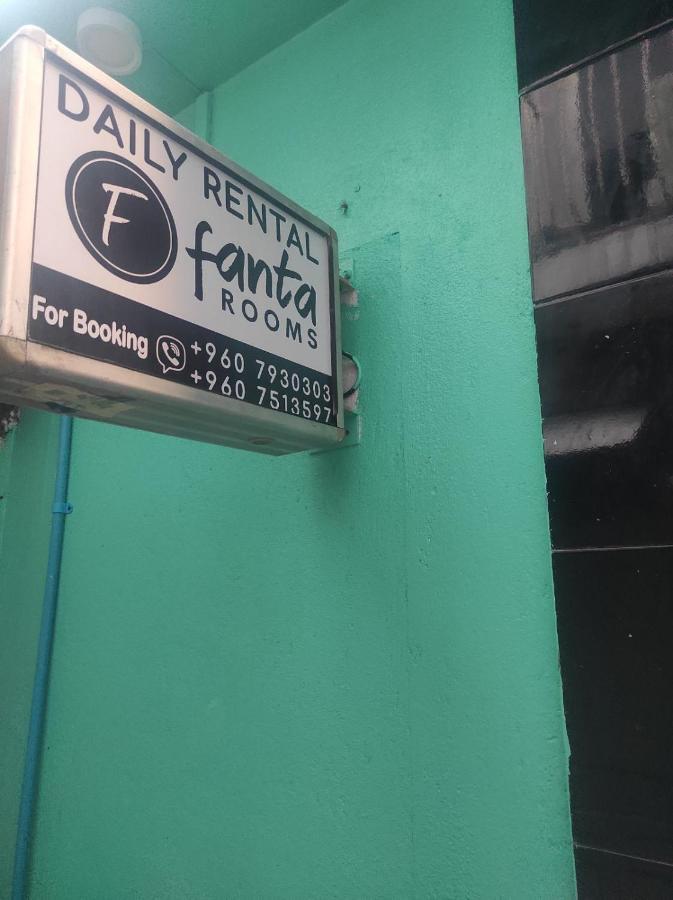 DAILY RENTAL
F
fanta
ROOMS
For Booking
+960 7930303
+960 7513597